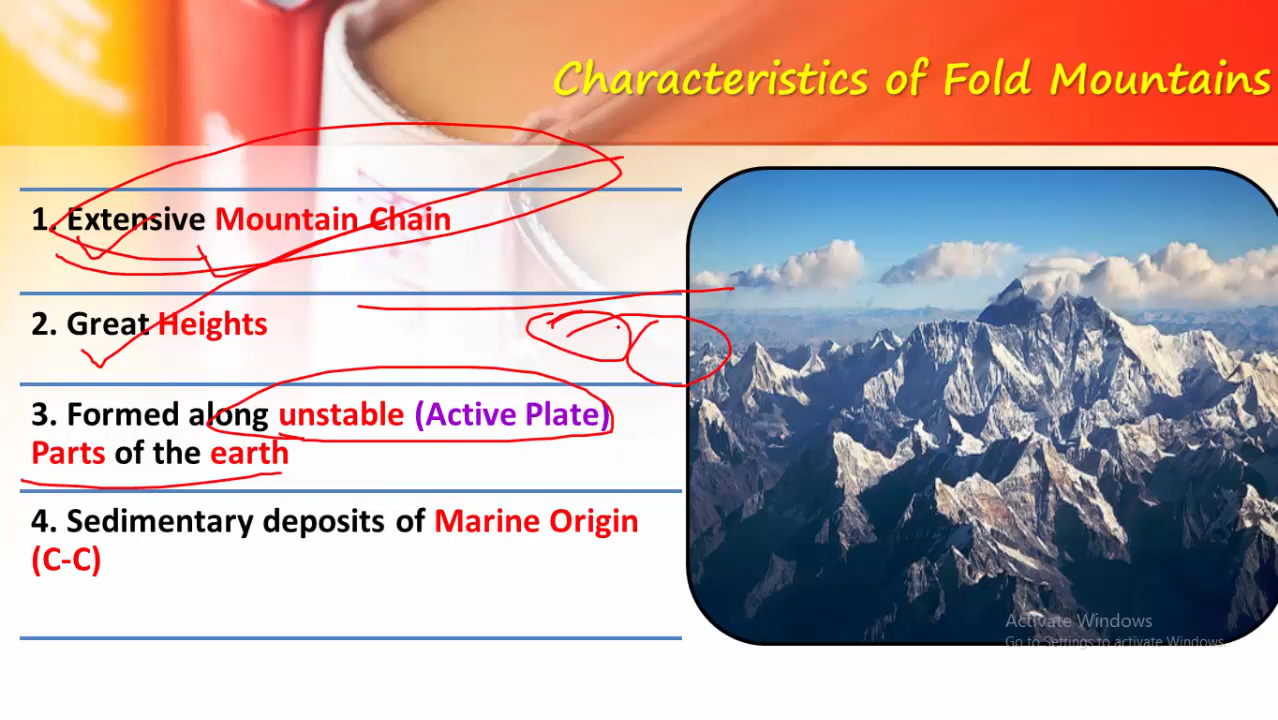 Characteristics of Fold Mountains
1. Extensive Mountain Chain
2. Great Heights
3. Formed along unstable (Active Plate)
Parts of the earth
4. Sedimentary deposits of Marine Origin
(C-C)
Activate Windows
Go to Settings to activate Windows.